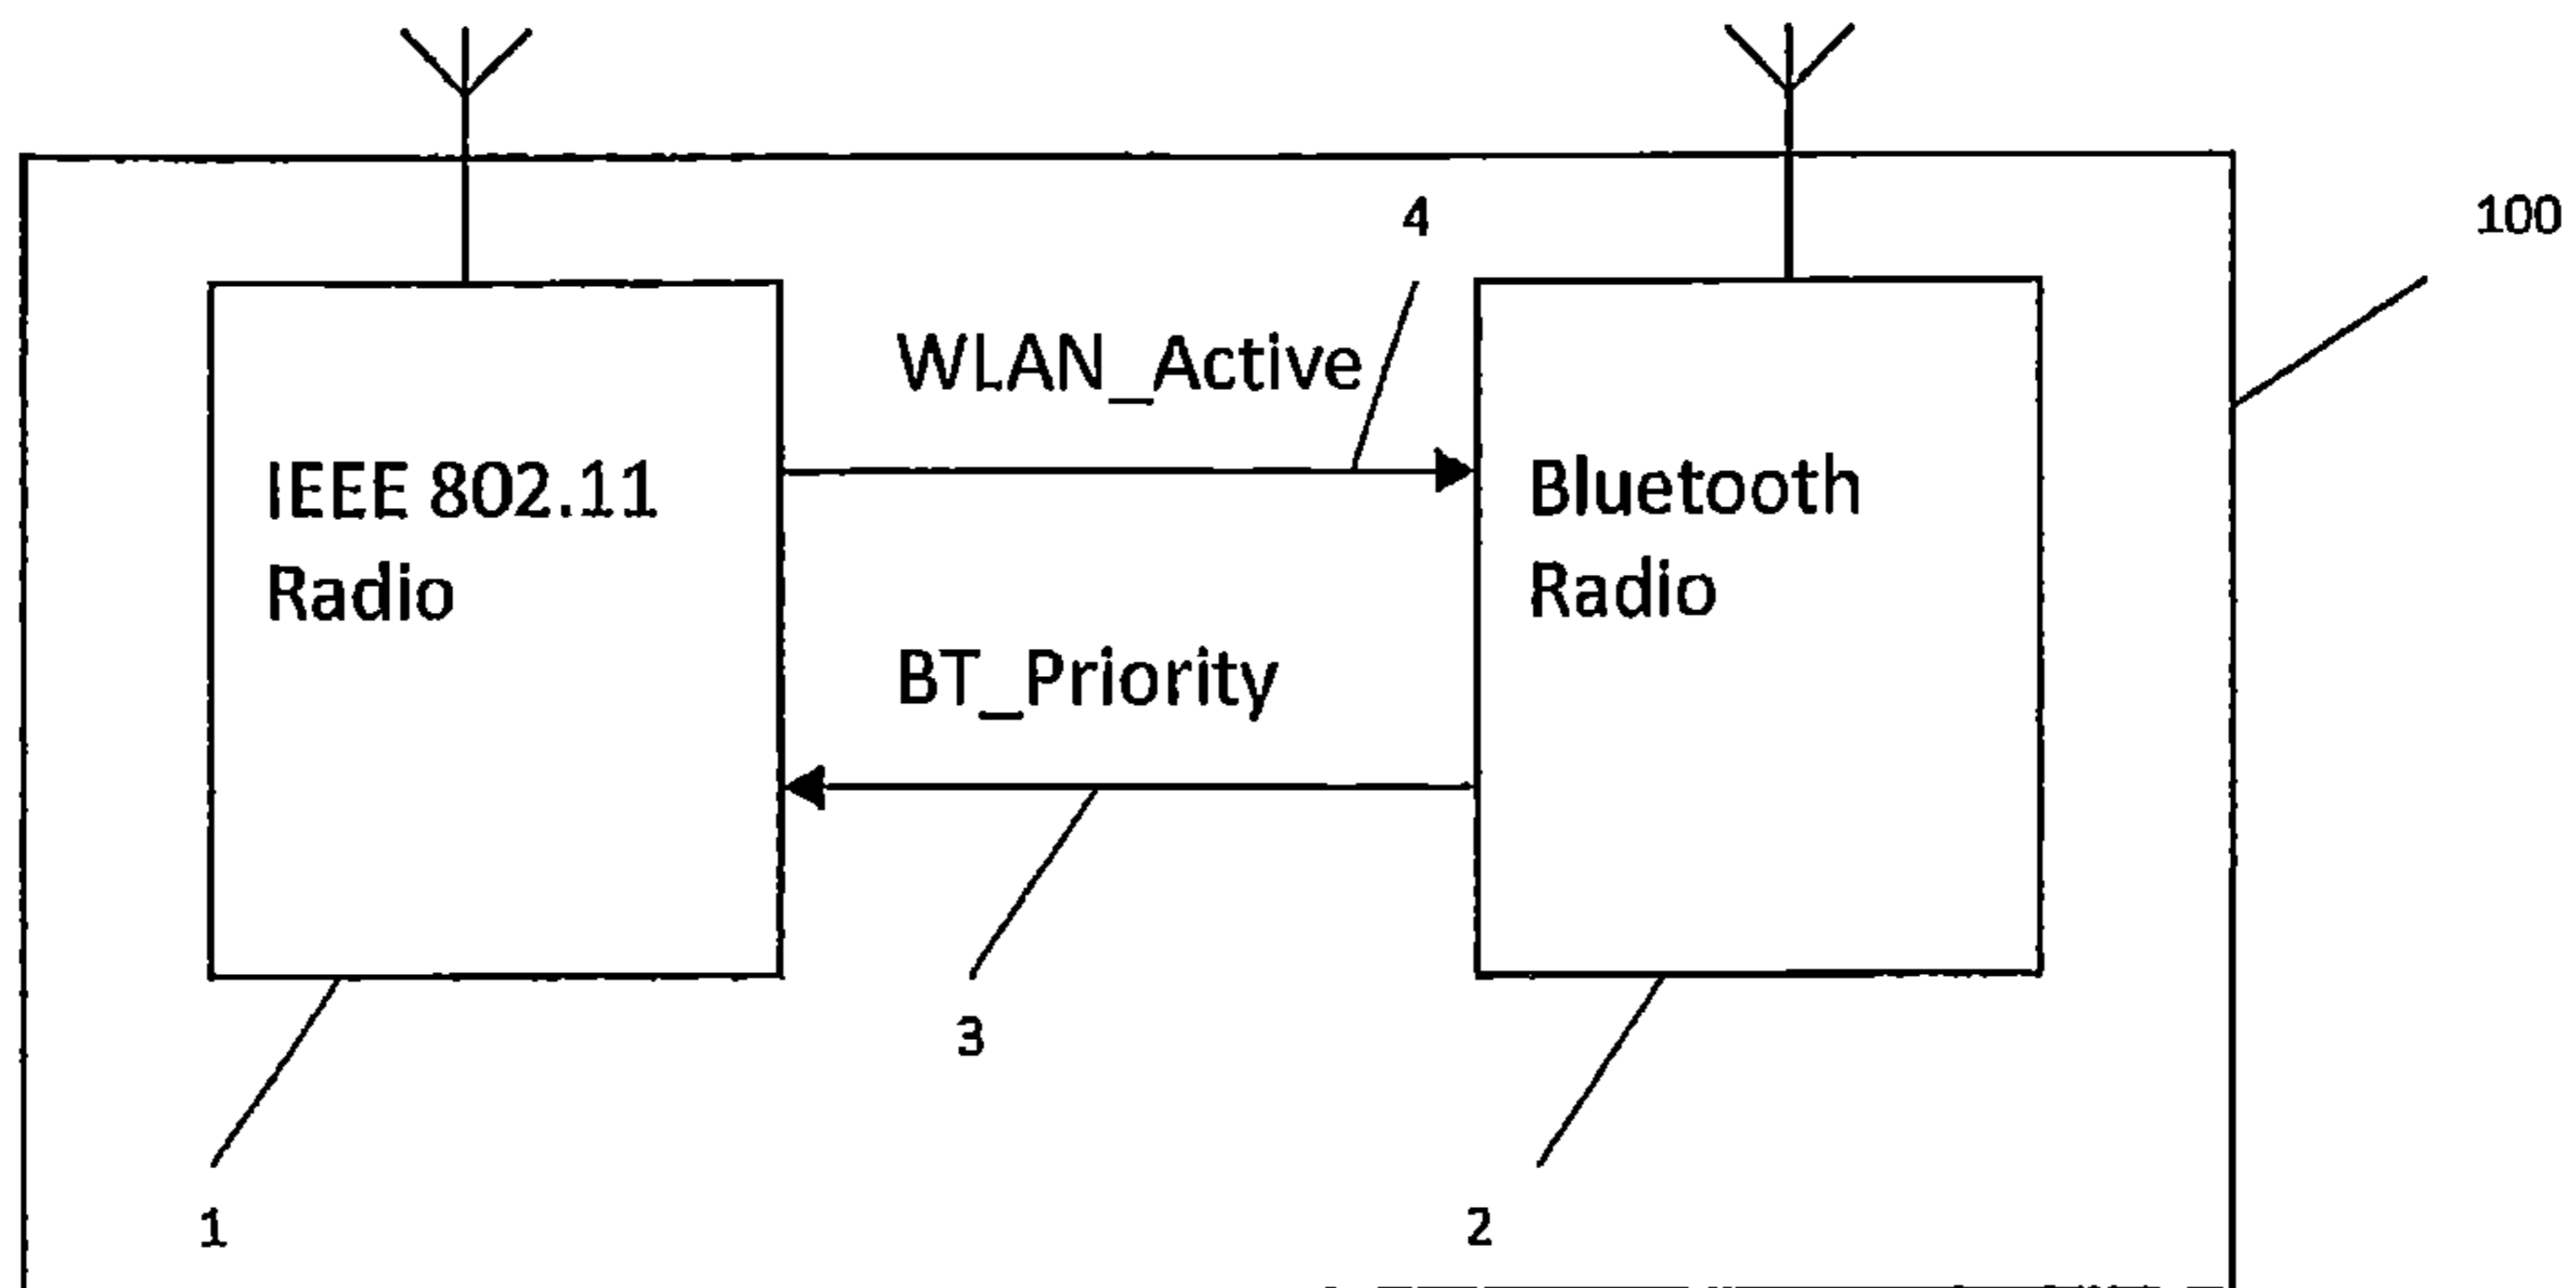 4
100
WLAN_Active
IEEE 802.11
Radio
Bluetooth
Radio
BT_Priority
3
1
2